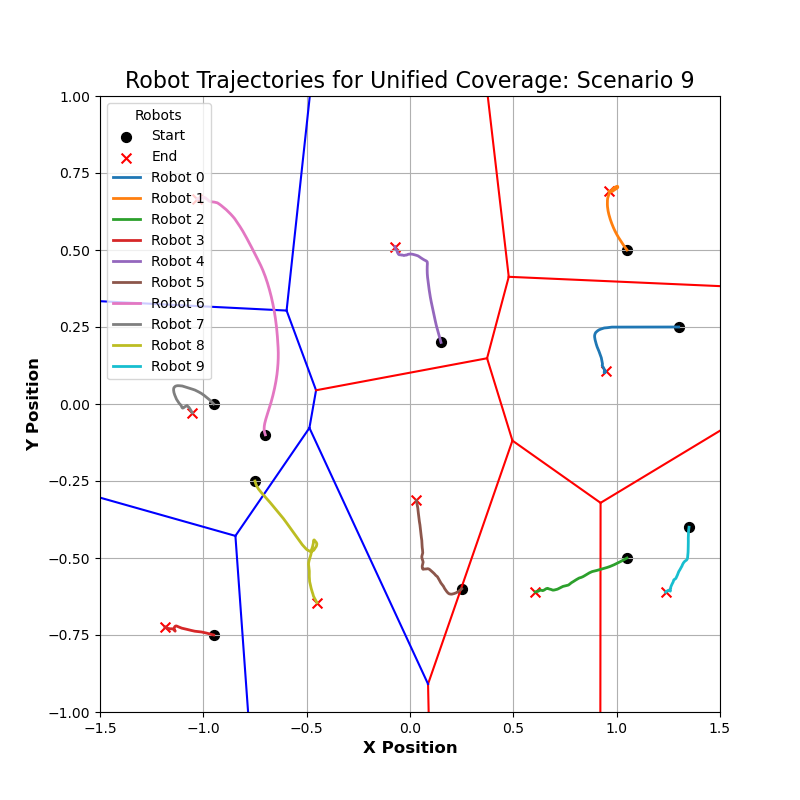 Robot Trajectories for Unified Coverage: Scenario 9
1.00
0.75
0.50
0.25
0.00
−0.25
−0.50
−0.75
−1.00
Y Position
Robots
Start
End
Robot 0
Robot 1
Robot 2
Robot 3
Robot 4
Robot 5
Robot 6
Robot 7
Robot 8
Robot 9
−1.5 −1.0 −0.5 0.0 0.5 1.0 1.5
X Position